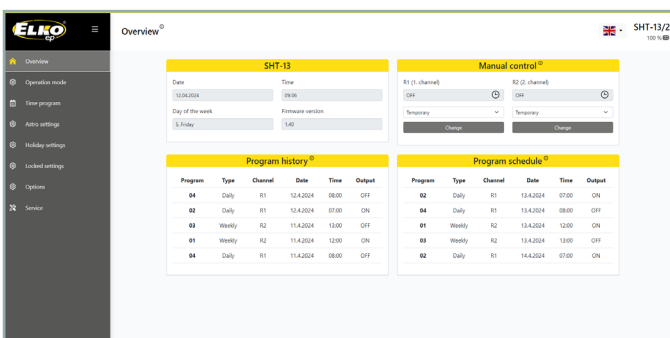 ELKO
ep
Overview
SHT-13/2
100 %
Overview
Operation mode
Time program
Astro settings
Holiday settings
Locked settings
Options
Service
SHT-13
Date
Time
12.04.2024
09:06
Day of the week
Firmware version
5. Friday
1.40
Manual control
R1 (1. channel)
R2 (2. channel)
OFF
OFF
Temporary
Temporary
Change
Change
Program history
Program Type Channel Date Time Output
04 Daily R1 12.4.2024 08:00 OFF
02 Daily R1 12.4.2024 07:00 ON
03 Weekly R2 11.4.2024 13:00 OFF
01 Weekly R2 11.4.2024 12:00 ON
04 Daily R1 11.4.2024 08:00 OFF
Program schedule
Program Type Channel Date Time Output
02 Daily R1 13.4.2024 07:00 ON
04 Daily R1 13.4.2024 08:00 OFF
01 Weekly R2 13.4.2024 12:00 ON
03 Weekly R2 13.4.2024 13:00 OFF
02 Daily R1 14.4.2024 07:00 ON